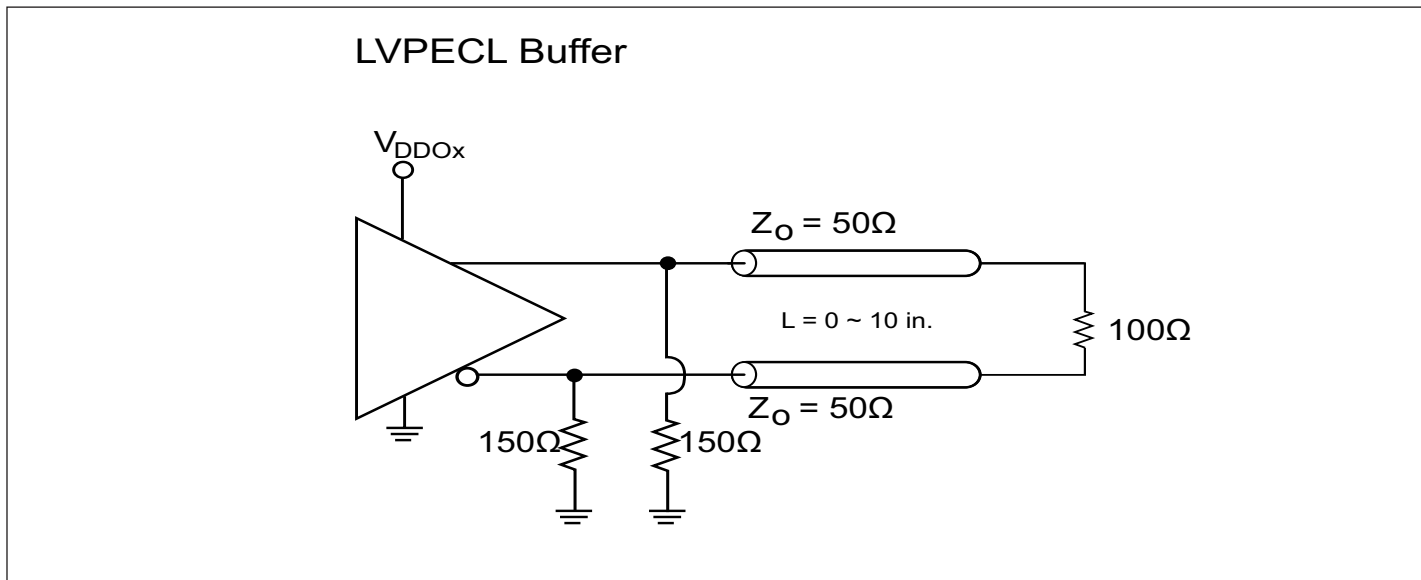 LVPECL Buffer
VDDOx
Zo = 50Ω
L = 0 ~ 10 in.
100Ω
Zo = 50Ω
150Ω
150Ω